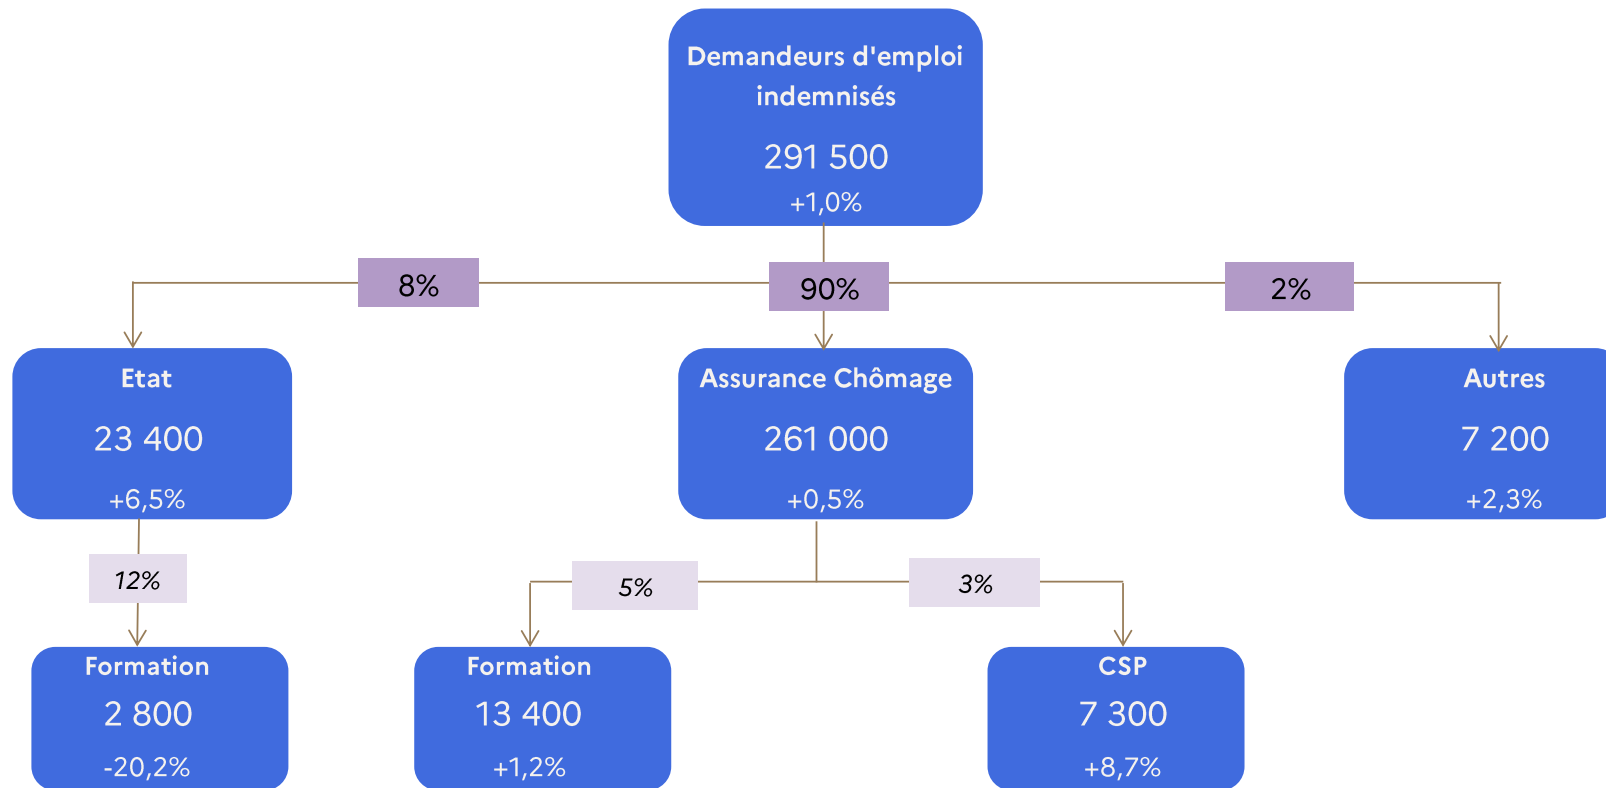 Demandeurs d'emploi
indemnisés
291 500
+1,0%
8%
90%
2%
Etat
23 400
+6,5%
Assurance Chômage
261 000
+0,5%
Autres
7 200
+2,3%
12%
5%
3%
Formation
2 800
-20,2%
Formation
13 400
+1,2%
CSP
7 300
+8,7%